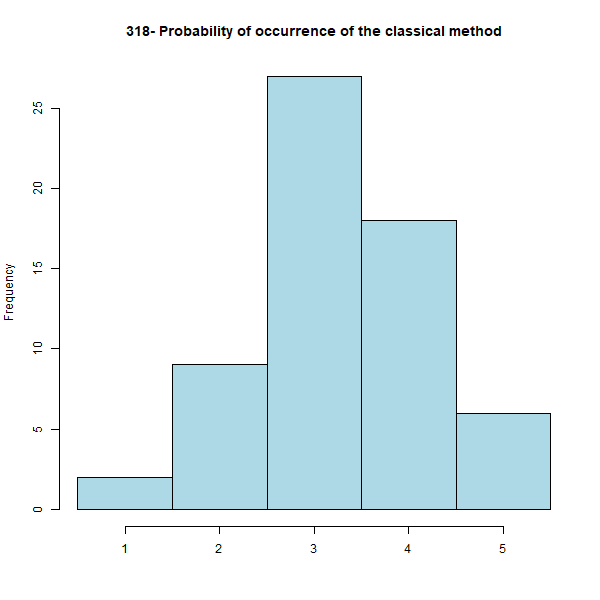 318- Probability of occurrence of the classical method
Frequency
25
20
15
10
5
0
1 2 3 4 5